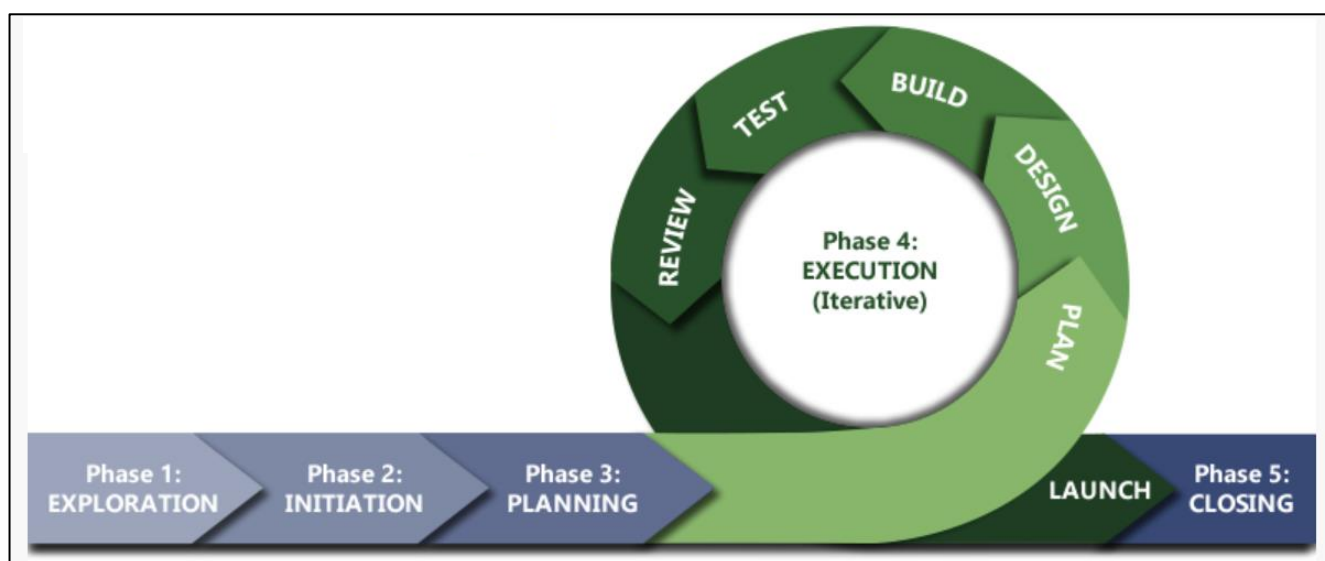 Phase 1:
EXPLORATION
Phase 2:
INITIATION
Phase 3:
PLANNING
PLAN
DESIGN
BUILD
TEST
REVIEW
Phase 4:
EXECUTION
(Iterative)
LAUNCH
Phase 5:
CLOSING